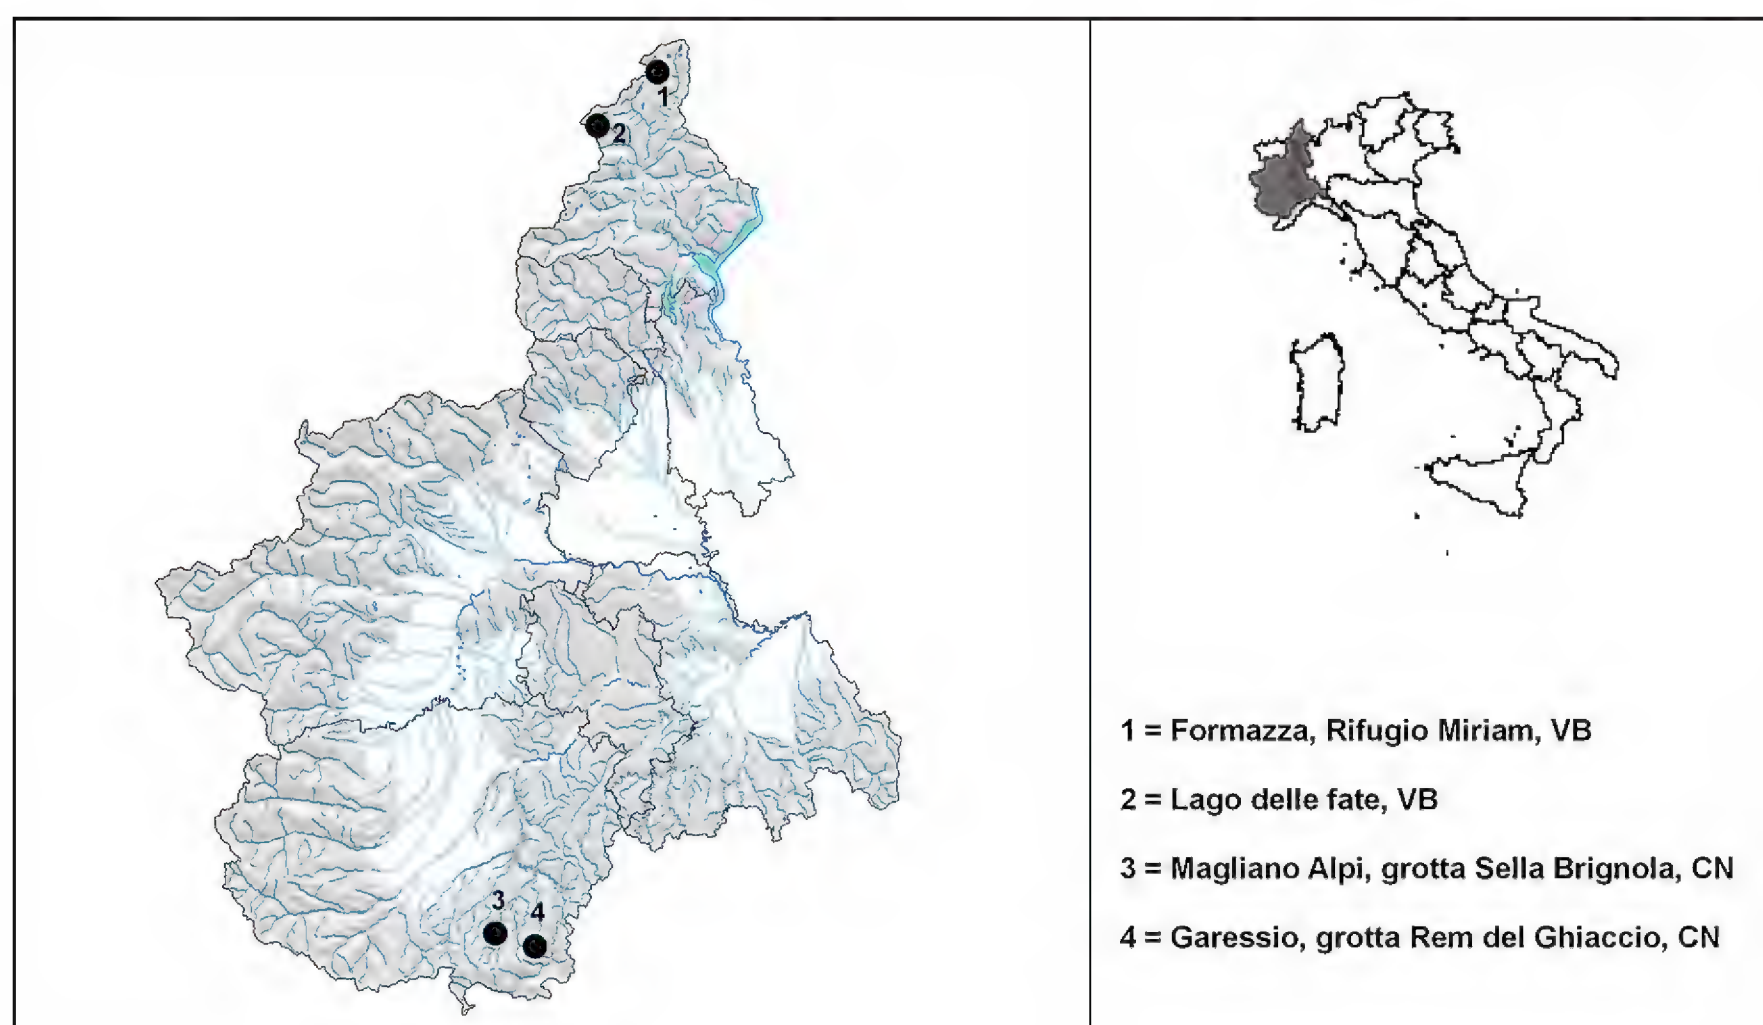 1
2
3
4
1 = Formazza, Rifugio Miriam, VB
2 = Lago delle fate, VB
3 = Magliano Alpi, grotta Sella Brignola, CN
4 = Garessio, grotta Rem del Ghiaccio, CN